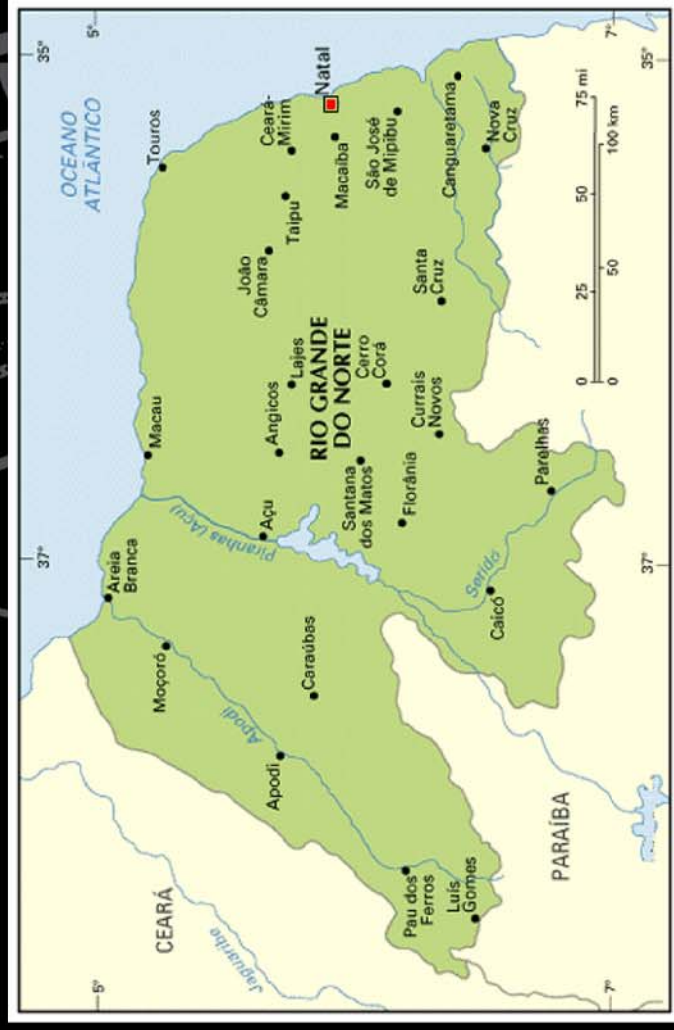 35°
OCEANO
ATLÂNTICO
5°
Touros
Ceará-
Mirim
Natal
Taipu
Macaíba
São José
de Mipibu
Canguaretama
Nova
Cruz
7°
35°
João
Câmara
Santa
Cruz
Macau
Angicos
Lajes
RIO GRANDE
DO NORTE
Cerro
Corá
Currais
Novos
Santana
dos Matos
Florânia
Parelhas
0 25 50 75 mi
0 50 100 km
37°
Areia
Branca
Piranhas (Açu)
Açu
Seridó
Caicó
37°
Moçoró
Caraúbas
Apodi
Apodi
Pau dos
Ferros
Luís
Gomes
CEARÁ
Jaguaribe
PARAÍBA
5°
7°